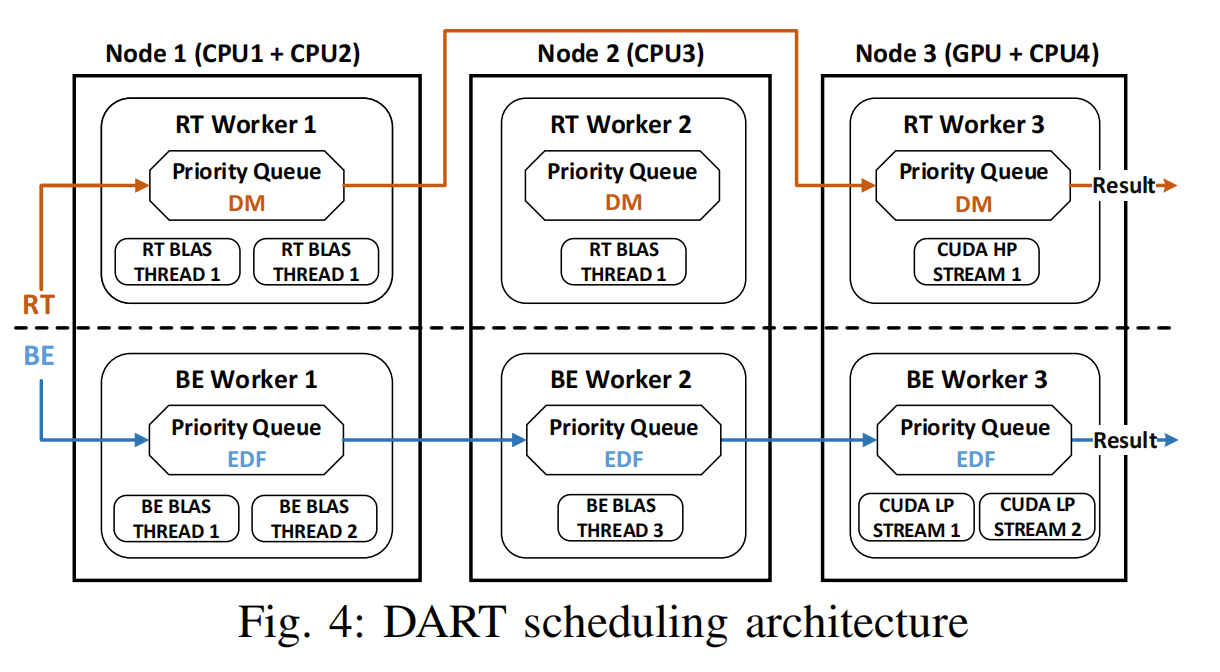 Node 1 (CPU1 + CPU2)
Node 2 (CPU3)
Node 3 (GPU + CPU4)
RT Worker 1
Priority Queue
DM
RT BLAS
THREAD 1
RT BLAS
THREAD 1
RT Worker 2
Priority Queue
DM
RT BLAS
THREAD 1
RT Worker 3
Priority Queue
DM
CUDA HP
STREAM 1
Result
RT
BE
BE Worker 1
Priority Queue
EDF
BE BLAS
THREAD 1
BE BLAS
THREAD 2
BE Worker 2
Priority Queue
EDF
BE BLAS
THREAD 3
BE Worker 3
Priority Queue
EDF
CUDA LP
STREAM 1
CUDA LP
STREAM 2
Result
Fig. 4: DART scheduling architecture